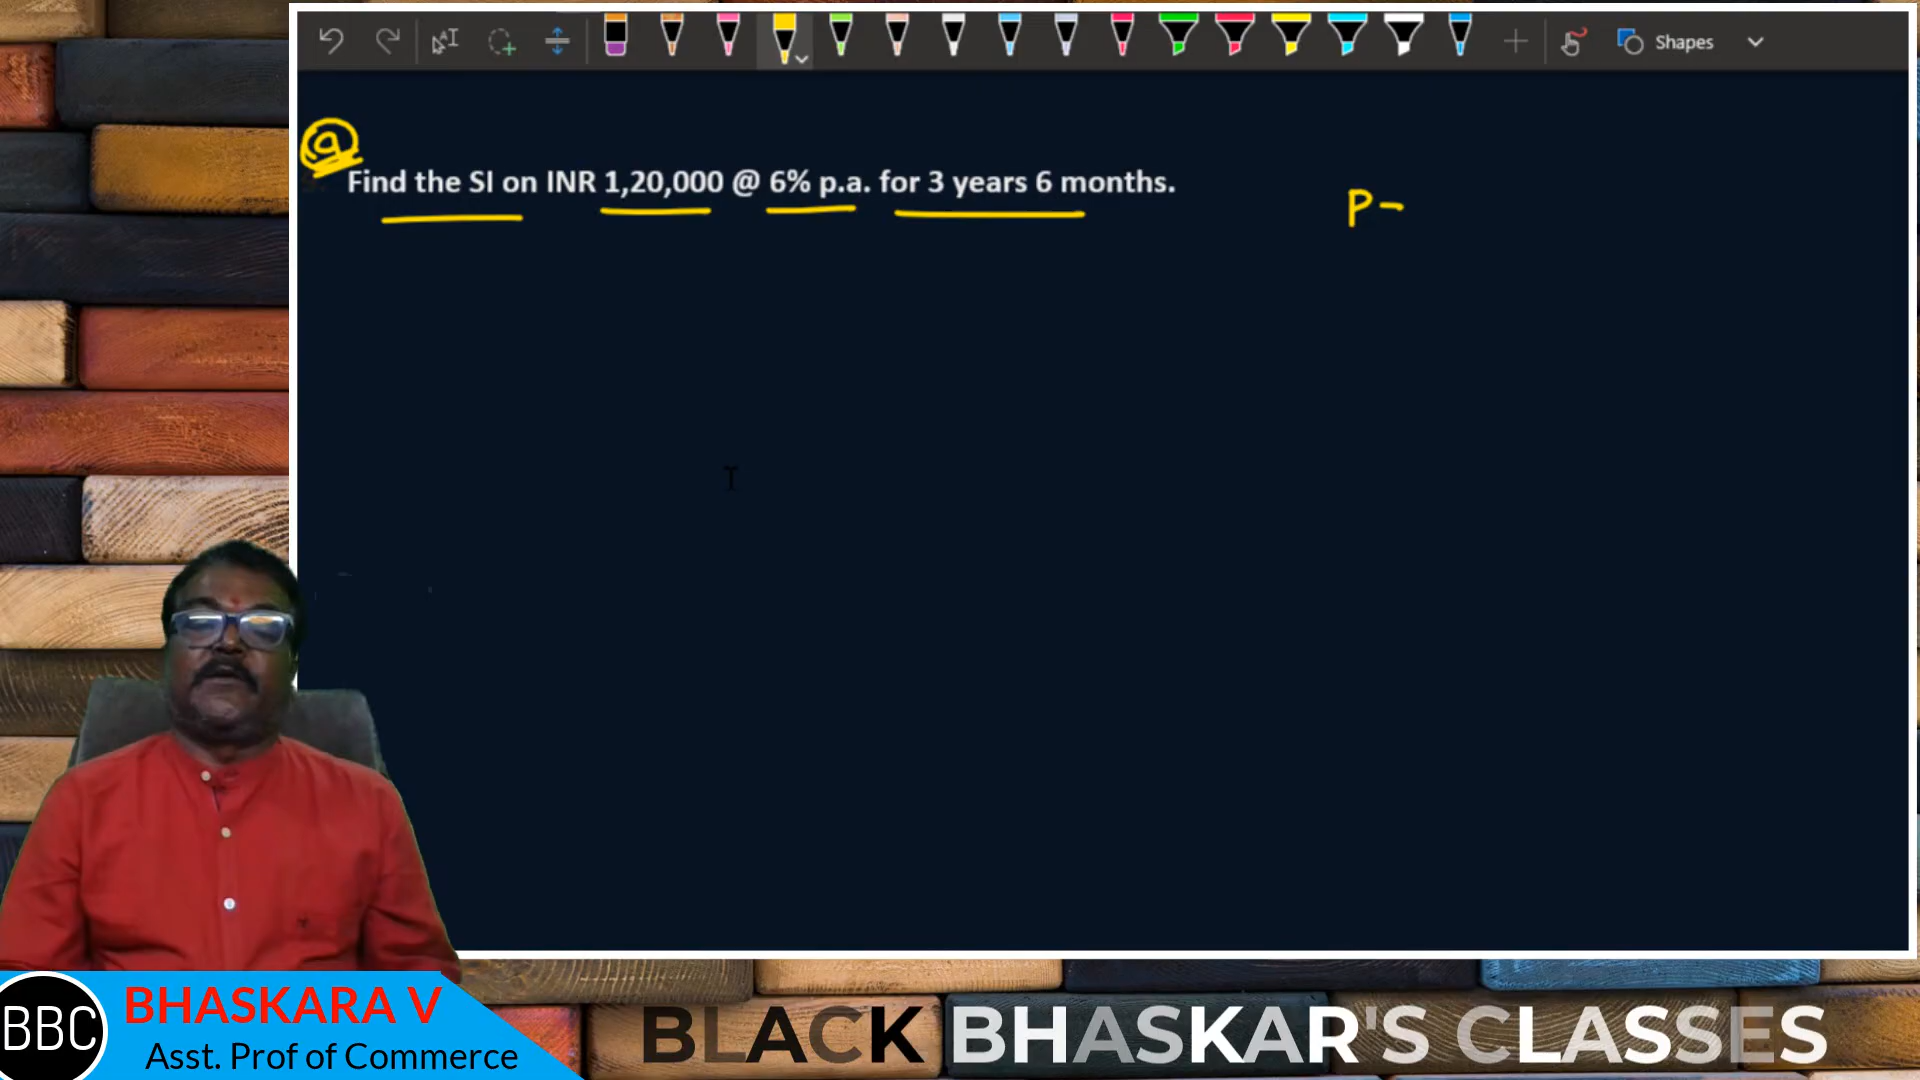 Shapes
9
Find the SI on INR 1,20,000 @ 6% p.a. for 3 years 6 months.
P-
BBC
BHASKARA V
Asst. Prof of Commerce
BLACK BHASKAR'S CLASSES